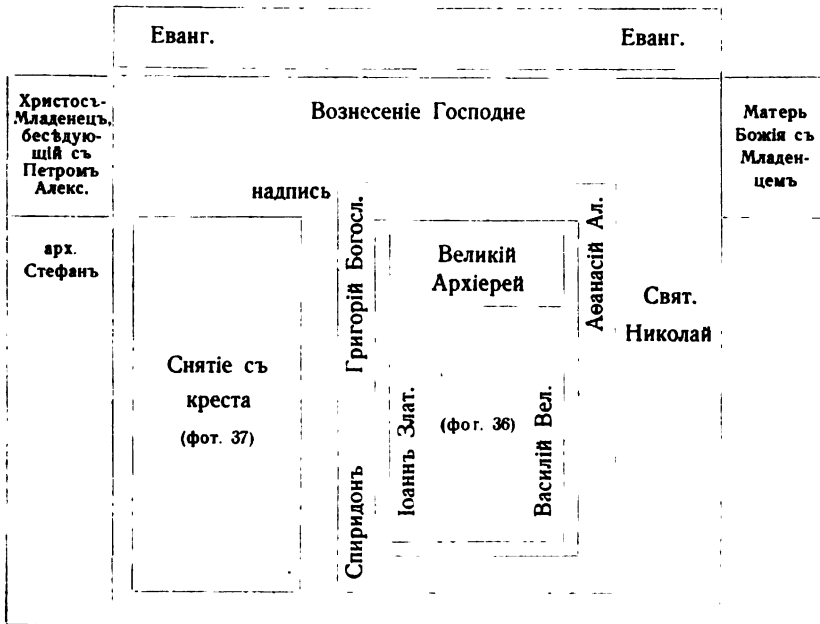 Еванг.
Еванг.
Христосъ-
Младенецъ,
бесѣдую-
щій съ
Петромъ
Алекс.
Вознесеніе Господне
Матерь
Божія съ
Младен-
цемъ
надпись
арх.
Стефанъ
Снятіе съ
креста
(фот. 37)
Григорій Богосл.
Спиридонъ
Великій
Архіерей
Іоаннъ Злат.
(фот. 36)
Василій Вел.
Аѳанасій Ал.
Свят.
Николай